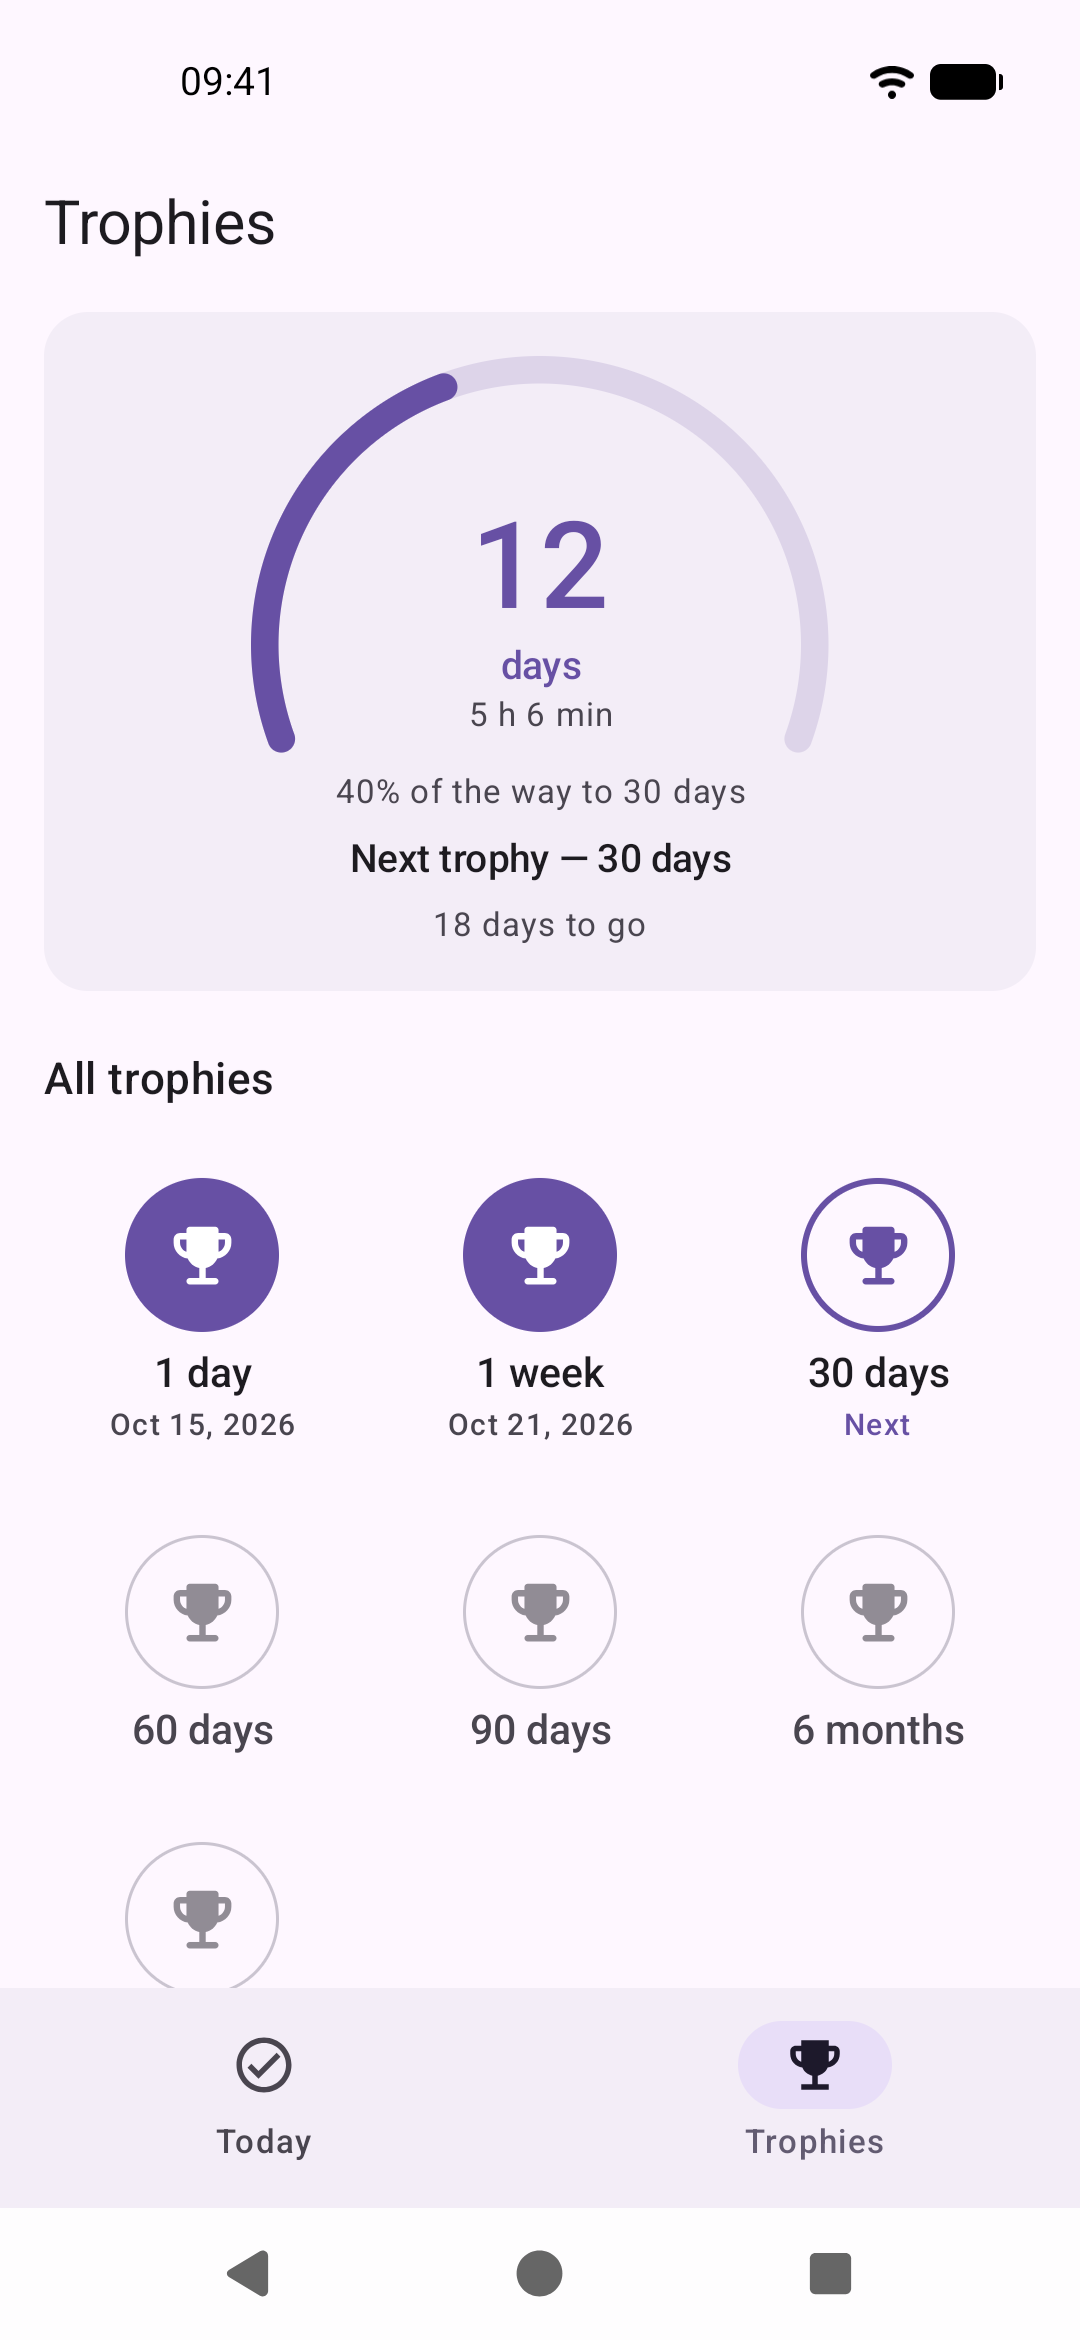 09:41
Trophies
12
days
5 h 6 min
40% of the way to 30 days
Next trophy — 30 days
18 days to go
All trophies
1 day
1 week
30 days
Oct 15, 2026
Oct 21, 2026
Next
60 days
90 days
6 months
Today
Trophies